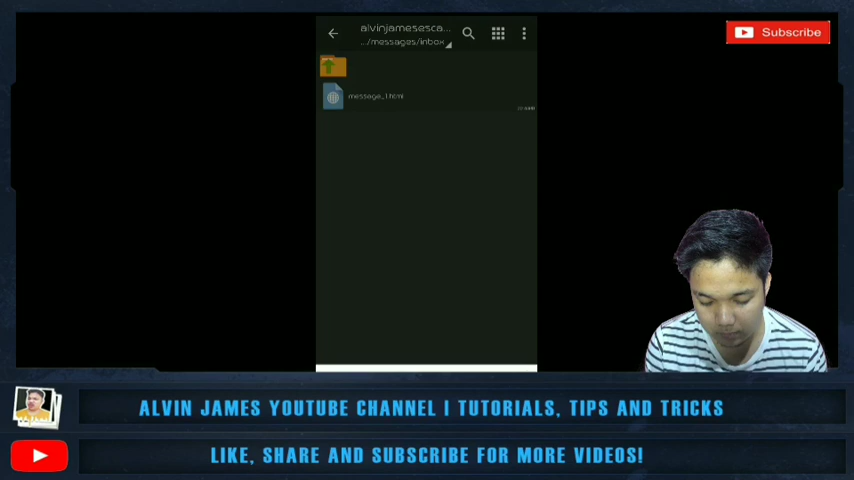 alvinjamesesca...
.../messages/inbox
Subscribe
message_1.html
ALVIN JAMES YOUTUBE CHANNEL | TUTORIALS, TIPS AND TRICKS
LIKE, SHARE AND SUBSCRIBE FOR MORE VIDEOS!